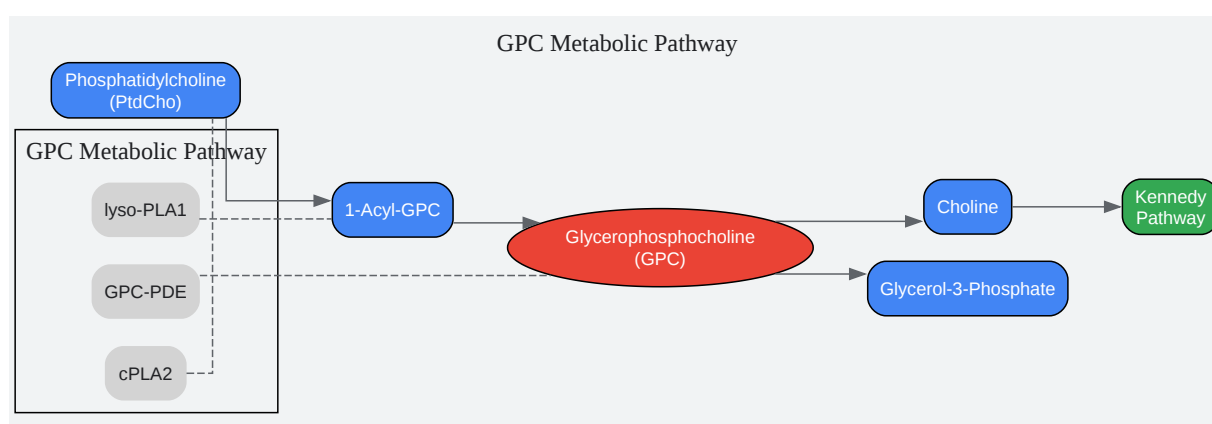 GPC Metabolic Pathway
Phosphatidylcholine
(PtdCho)
GPC Metabolic Pathway
lyso-PLA1
1-Acyl-GPC
Choline
Kennedy
Pathway
Glycerophosphocholine
(GPC)
GPC-PDE
Glycerol-3-Phosphate
cPLA2